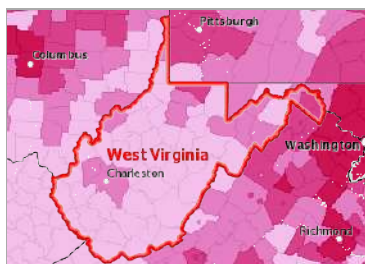 Pittsburgh
Columbus
Washington
West Virginia
Charleston
Richmond